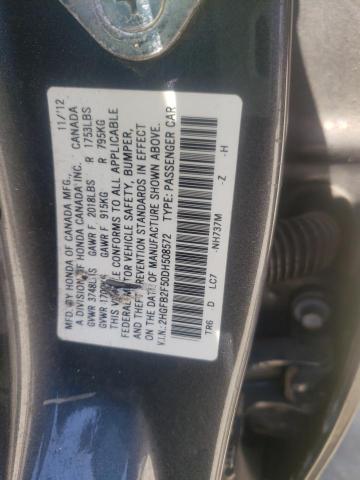 MFD. BY HONDA OF CANADA MFG., 11/'12
A DIVISION OF HONDA CANADA INC. CANADA
GVWR 3748LBS GAWR F 2018LBS R 1753LBS
GVWR GAWR F 915KG R 795KG
THIS VEHICLE CONFORMS TO ALL APPLICABLE
FEDERAL MOTOR VEHICLE SAFETY, BUMPER,
AND THEFT PREVENTION STANDARDS IN EFFECT
ON THE DATE OF MANUFACTURE SHOWN ABOVE.
V.I.N.: 2HGFB2F50DH508572 TYPE: PASSENGER CAR
TR6 D LC7 -NH737M -Z -H